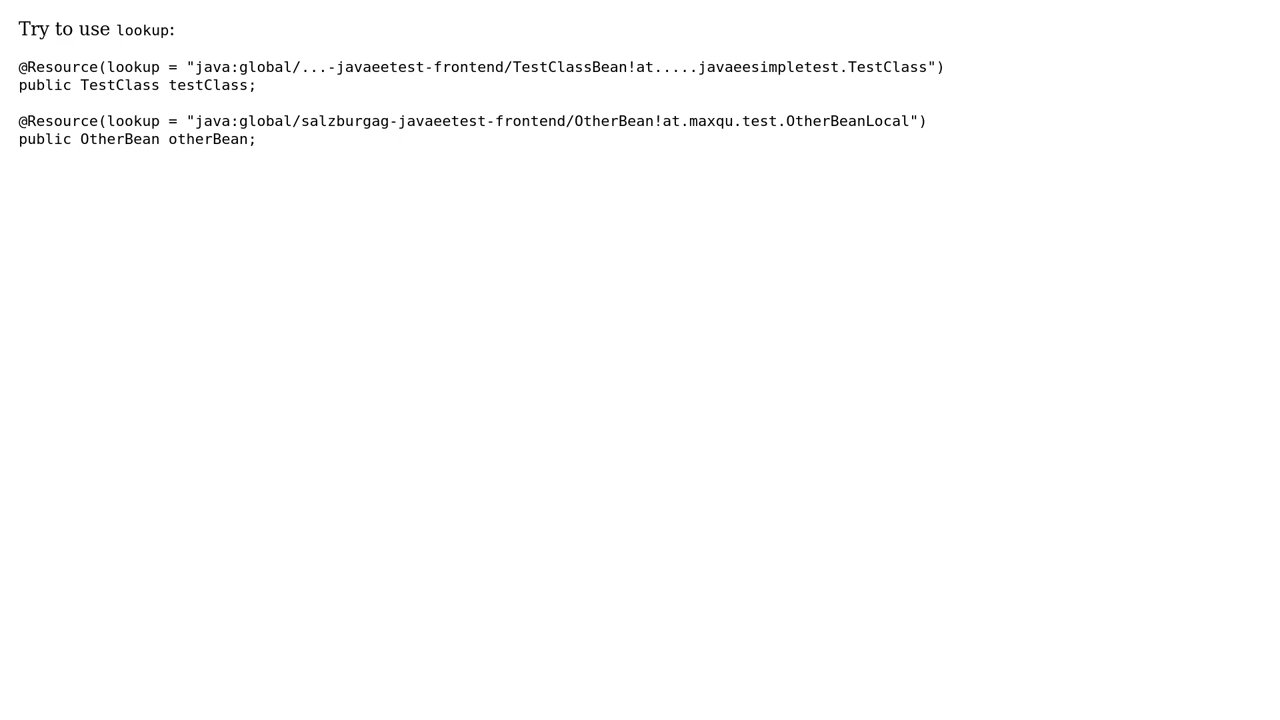 Try to use lookup:
@Resource(lookup = "java:global/...-javaeetest-frontend/TestClassBean!at.....javaeesimpletest.TestClass")
public TestClass testClass;
@Resource(lookup = "java:global/salzburgag-javaeetest-frontend/OtherBean!at.maxqu.test.OtherBeanLocal")
public OtherBean otherBean;